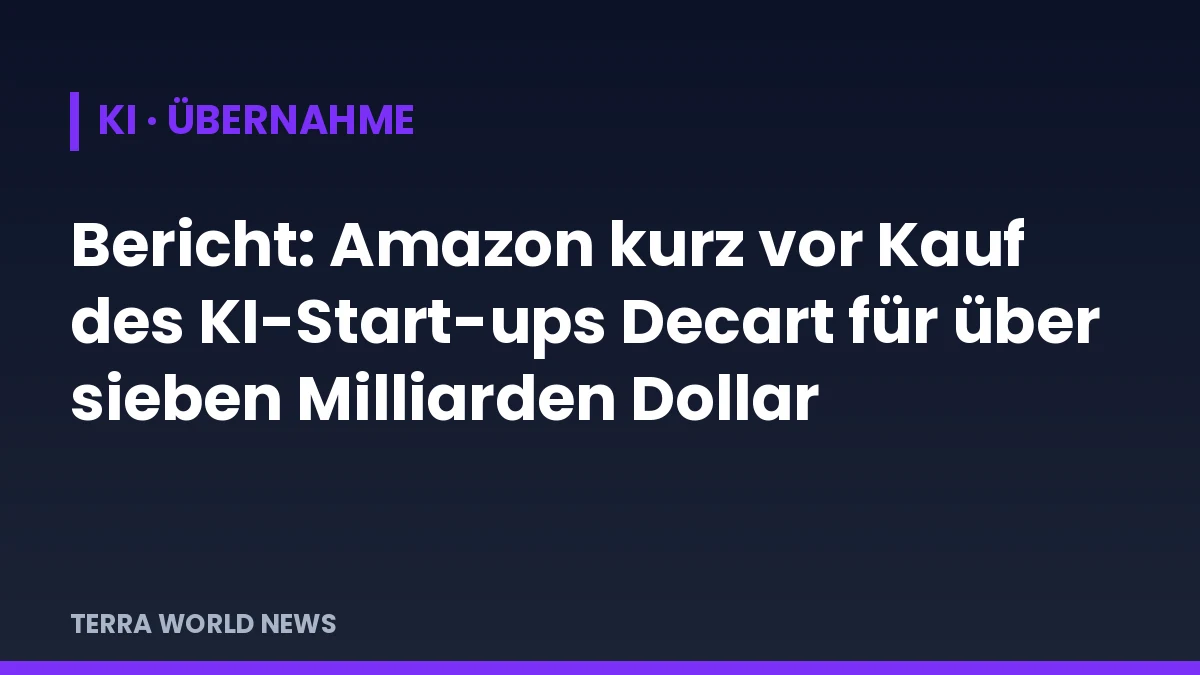 KI · ÜBERNAHME
Bericht: Amazon kurz vor Kauf
des KI-Start-ups Decart für über
sieben Milliarden Dollar
TERRA WORLD NEWS